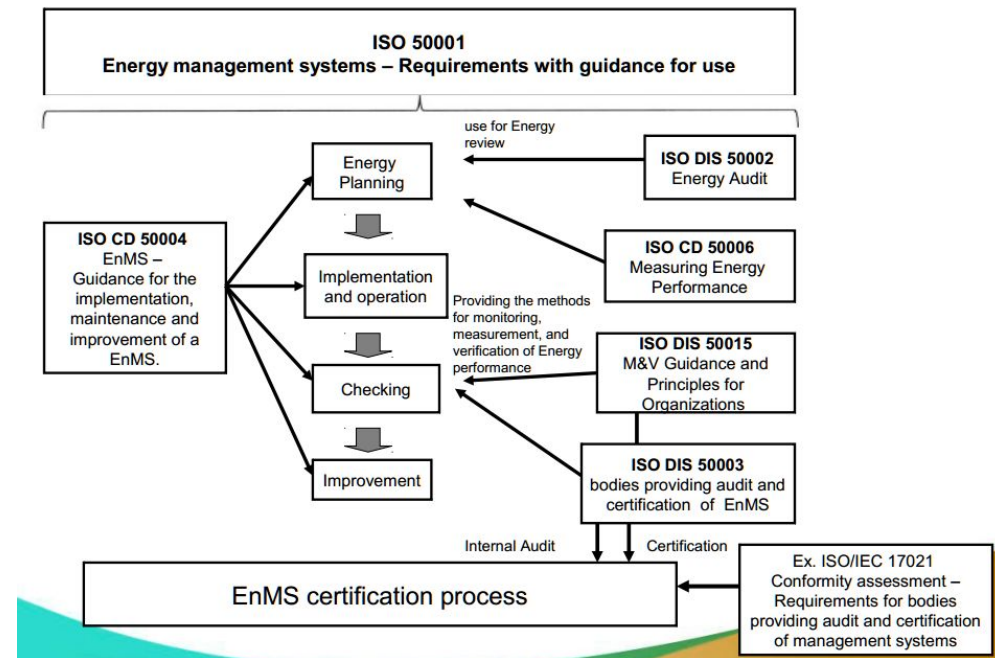 ISO 50001
Energy management systems – Requirements with guidance for use
use for Energy
review
Energy
Planning
ISO DIS 50002
Energy Audit
ISO CD 50004
EnMS –
Guidance for the
implementation,
maintenance and
improvement of a
EnMS.
ISO CD 50006
Measuring Energy
Performance
Implementation
and operation
Providing the methods
for monitoring,
measurement, and
verification of Energy
performance
ISO DIS 50015
M&V Guidance and
Principles for
Organizations
Checking
Improvement
ISO DIS 50003
bodies providing audit and
certification of EnMS
Internal Audit
Certification
EnMS certification process
Ex. ISO/IEC 17021
Conformity assessment –
Requirements for bodies
providing audit and certification
of management systems